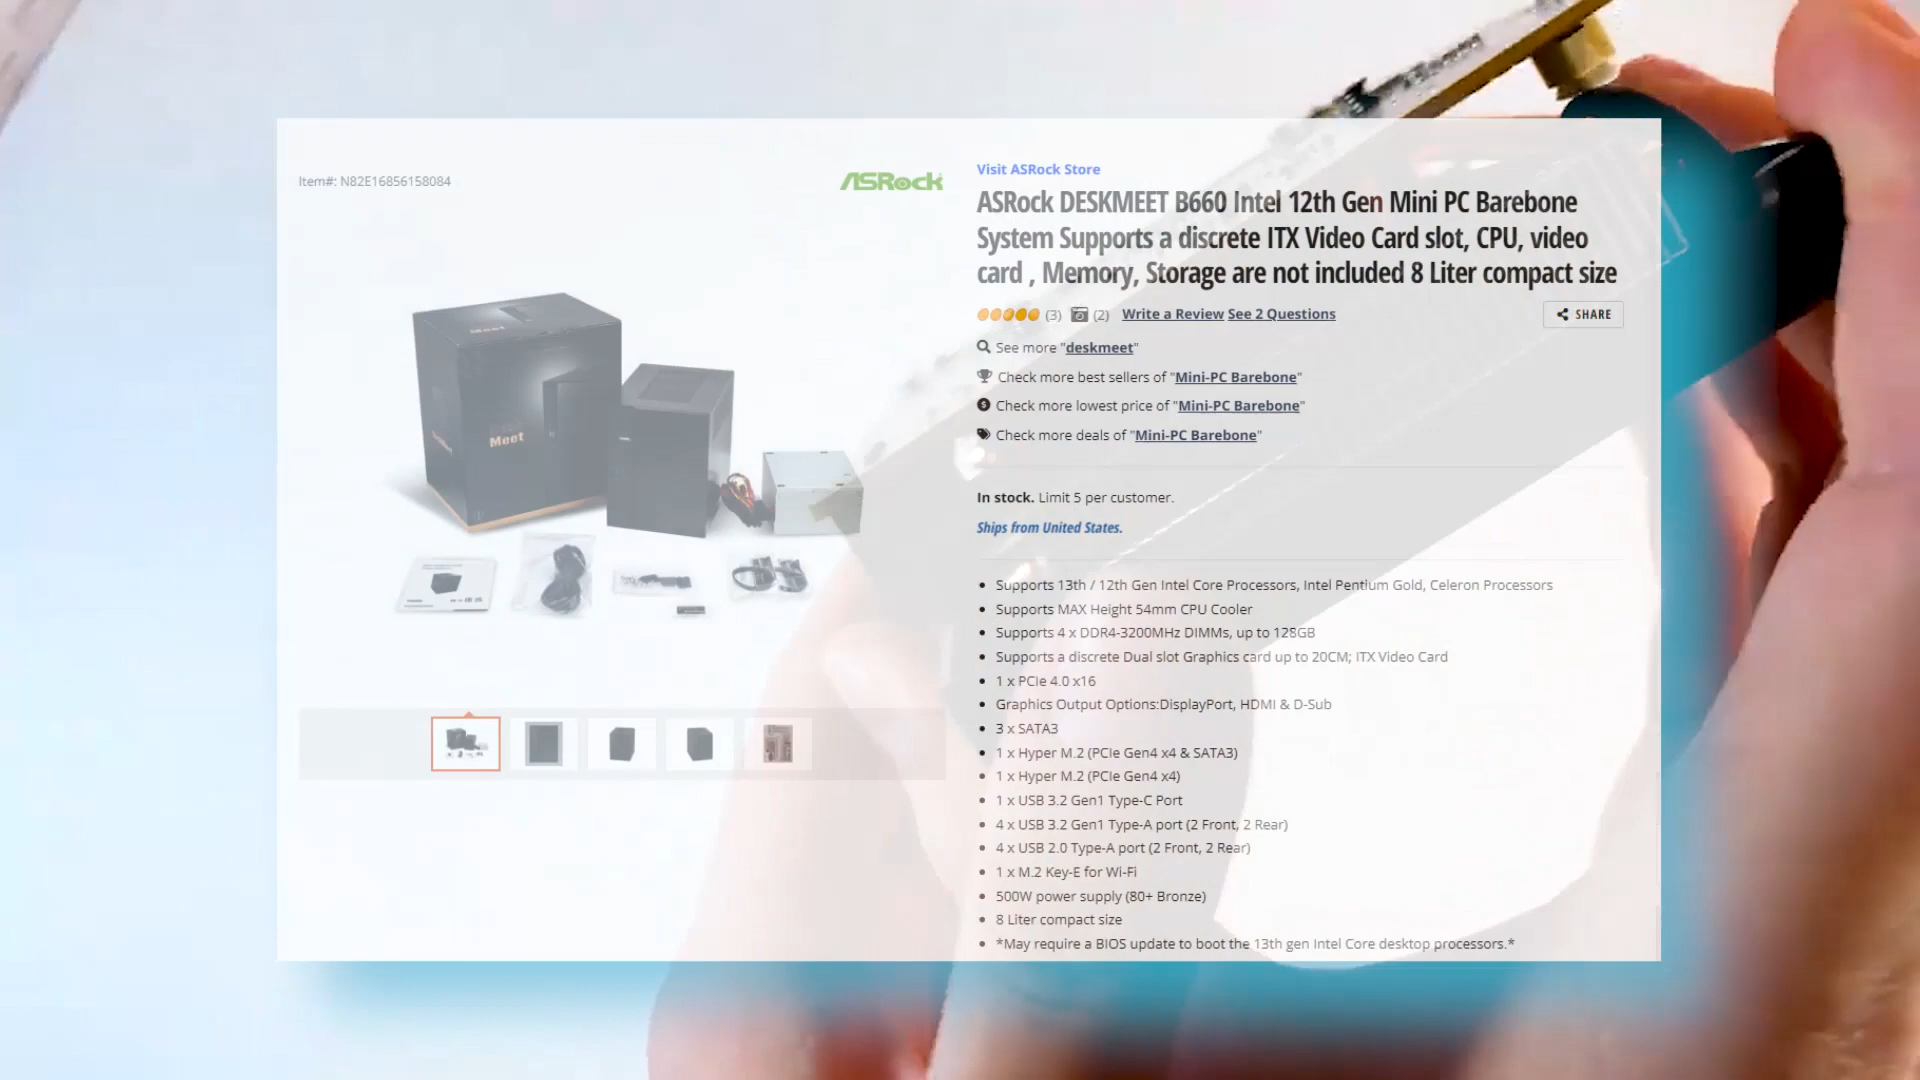 Item#: N82E16856158084
ASRock
Visit ASRock Store
ASRock DESKMEET B660 Intel 12th Gen Mini PC Barebone
System Supports a discrete ITX Video Card slot, CPU, video
card , Memory, Storage are not included 8 Liter compact size
(3) (2) Write a Review See 2 Questions
SHARE
See more "deskmeet"
Check more best sellers of "Mini-PC Barebone"
Check more lowest price of "Mini-PC Barebone"
Check more deals of "Mini-PC Barebone"
In stock. Limit 5 per customer.
Ships from United States.
Supports 13th / 12th Gen Intel Core Processors, Intel Pentium Gold, Celeron Processors
Supports MAX Height 54mm CPU Cooler
Supports 4 x DDR4-3200MHz DIMMs, up to 128GB
Supports a discrete Dual slot Graphics card up to 20CM; ITX Video Card
1 x PCIe 4.0 x16
Graphics Output Options:DisplayPort, HDMI & D-Sub
3 x SATA3
1 x Hyper M.2 (PCIe Gen4 x4 & SATA3)
1 x Hyper M.2 (PCIe Gen4 x4)
1 x USB 3.2 Gen1 Type-C Port
4 x USB 3.2 Gen1 Type-A port (2 Front, 2 Rear)
4 x USB 2.0 Type-A port (2 Front, 2 Rear)
1 x M.2 Key-E for Wi-Fi
500W power supply (80+ Bronze)
8 Liter compact size
*May require a BIOS update to boot the 13th gen Intel Core desktop processors.*
Meet
Meet